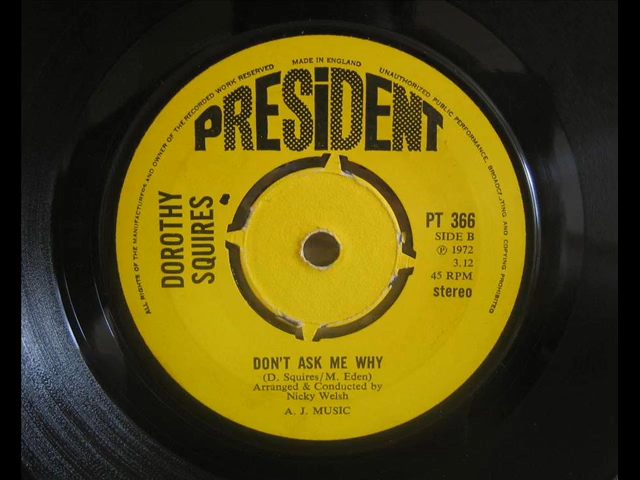 ALL RIGHTS OF THE MANUFACTURERS AND OWNER OF THE RECORDED WORK RESERVED
MADE IN ENGLAND
UNAUTHORIZED PUBLIC PERFORMANCE, BROADCASTING AND COPYING PROHIBITED
PRESiDENT
DOROTHY
SQUIRES
PT 366
SIDE B
℗ 1972
3.12
45 RPM
stereo
DON'T ASK ME WHY
(D. Squires/M. Eden)
Arranged & Conducted by
Nicky Welsh
A. J. MUSIC